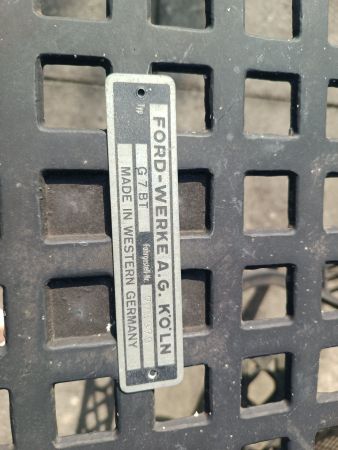 FORD-WERKE A.G. KÖLN
Typ G 7 BT Fahrgestell-Nr.
MADE IN WESTERN GERMANY